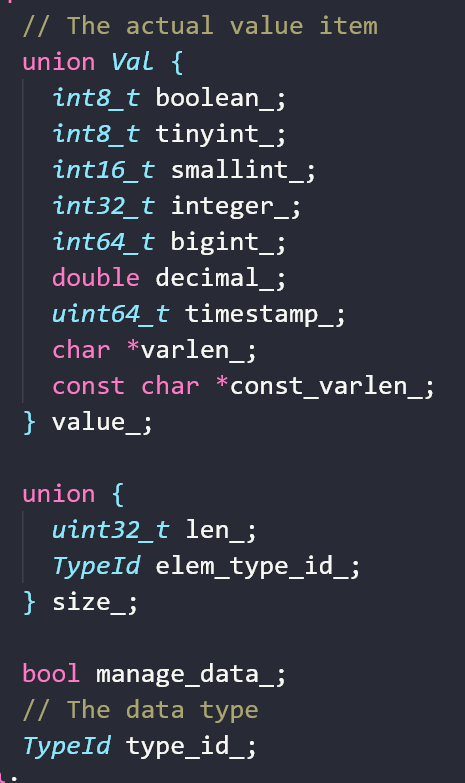 // The actual value item
union Val {
int8_t boolean_;
int8_t tinyint_;
int16_t smallint_;
int32_t integer_;
int64_t bigint_;
double decimal_;
uint64_t timestamp_;
char *varlen_;
const char *const_varlen_;
} value_;
union {
uint32_t len_;
TypeId elem_type_id_;
} size_;
bool manage_data_;
// The data type
TypeId type_id_;
};